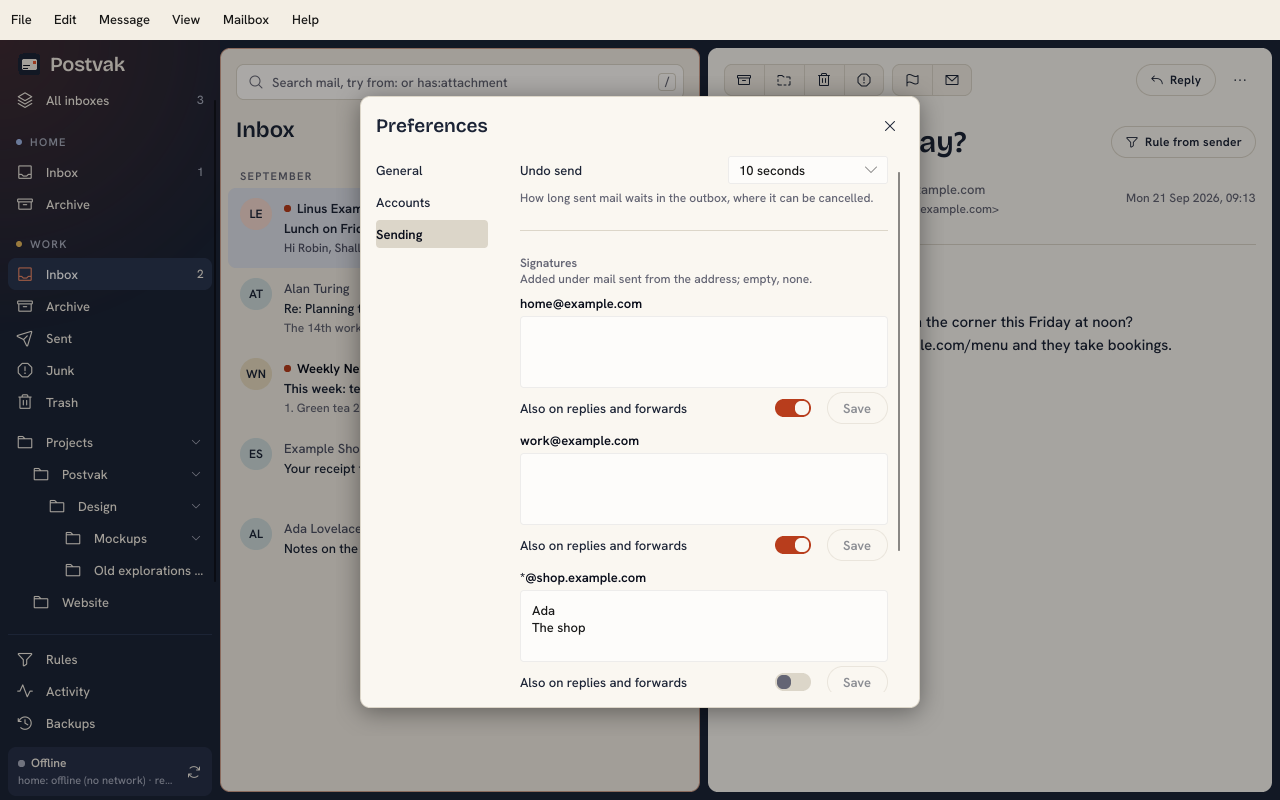 File Edit Message View Mailbox Help
Postvak
All inboxes 3
HOME
Inbox 1
Archive
WORK
Inbox 2
Archive
Sent
Junk
Trash
Projects
Postvak
Design
Mockups
Old explorations ...
Website
Rules
Activity
Backups
Offline
home: offline (no network) · re...
Search mail, try from: or has:attachment /
Inbox
SEPTEMBER
LE Linus Exam
Lunch on Frid
Hi Robin, Shall
AT Alan Turing
Re: Planning t
The 14th work
WN Weekly Ne
This week: te
1. Green tea 2
ES Example Sho
Your receipt
AL Ada Lovelace
Notes on the
Reply ...
ay?
Rule from sender
ample.com
example.com>
Mon 21 Sep 2026, 09:13
the corner this Friday at noon?
le.com/menu and they take bookings.
Preferences
General
Accounts
Sending
Undo send 10 seconds
How long sent mail waits in the outbox, where it can be cancelled.
Signatures
Added under mail sent from the address; empty, none.
home@example.com
Also on replies and forwards Save
work@example.com
Also on replies and forwards Save
*@shop.example.com
Ada
The shop
Also on replies and forwards Save